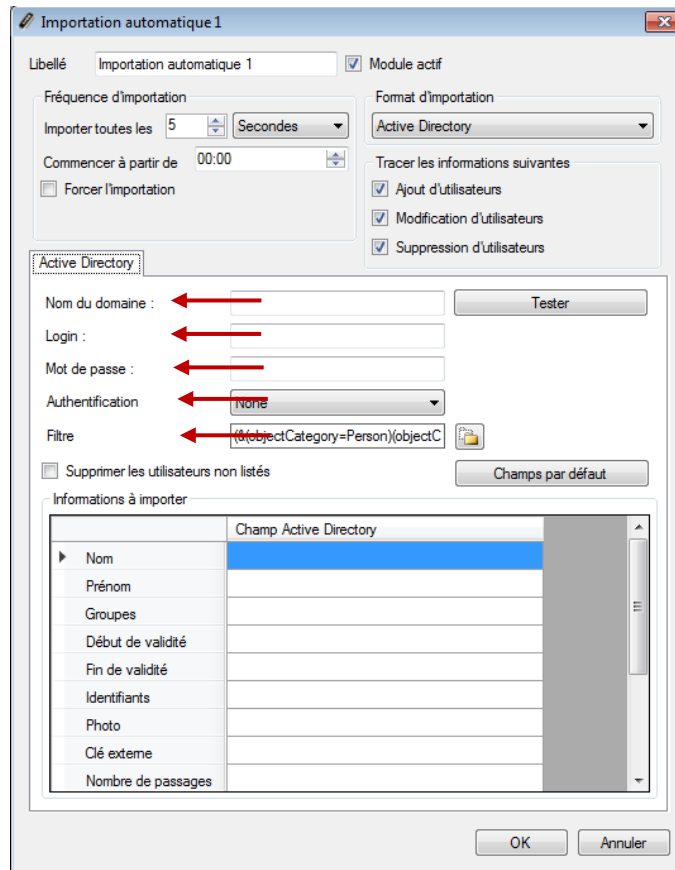 Importation automatique 1
Libellé Importation automatique 1 Module actif
Fréquence d'importation
Importer toutes les 5 Secondes
Commencer à partir de 00:00
Forcer l'importation
Format d'importation
Active Directory
Tracer les informations suivantes
Ajout d'utilisateurs
Modification d'utilisateurs
Suppression d'utilisateurs
Active Directory
Nom du domaine : Tester
Login :
Mot de passe :
Authentification None
Filtre (&(objectCategory=Person)(objectC
Supprimer les utilisateurs non listés Champs par défaut
Informations à importer
Champ Active Directory
Nom
Prénom
Groupes
Début de validité
Fin de validité
Identifiants
Photo
Clé externe
Nombre de passages
OK Annuler